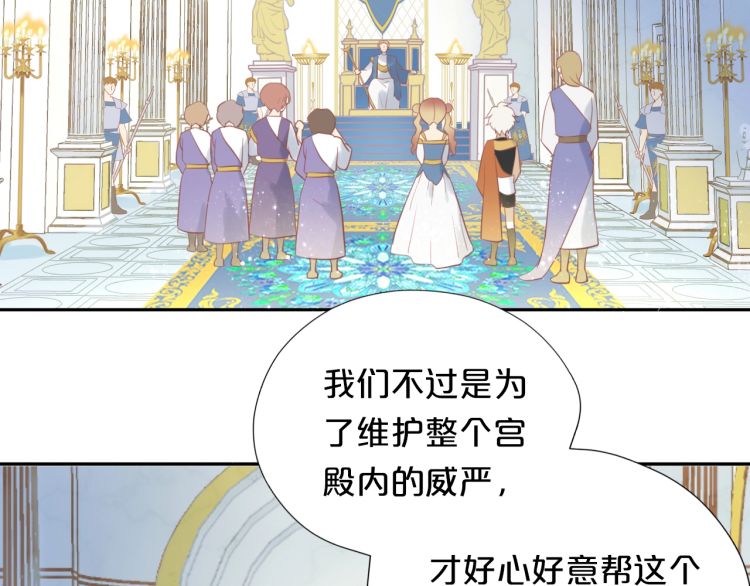 我们不过是为
了维护整个宫
殿内的威严，
才好心好意帮这个